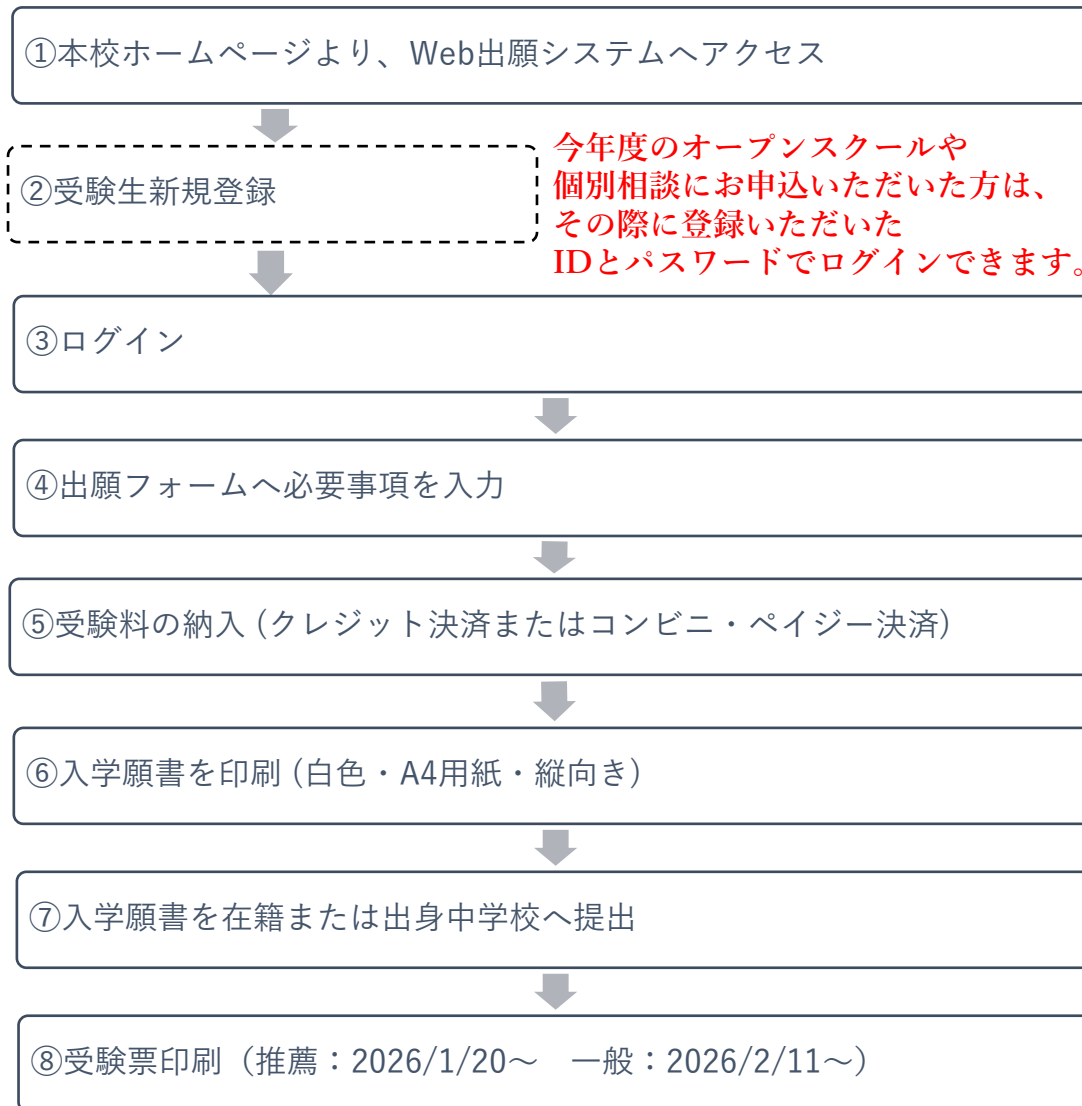 ①本校ホームページより、Web出願システムへアクセス
②受験生新規登録
今年度のオープンスクールや
個別相談にお申込いただいた方は、
その際に登録いただいた
IDとパスワードでログインできます。
③ログイン
④出願フォームへ必要事項を入力
⑤受験料の納入 (クレジット決済またはコンビニ・ペイジー決済)
⑥入学願書を印刷 (白色・A4用紙・縦向き)
⑦入学願書を在籍または出身中学校へ提出
⑧受験票印刷（推薦：2026/1/20～　一般：2026/2/11～）